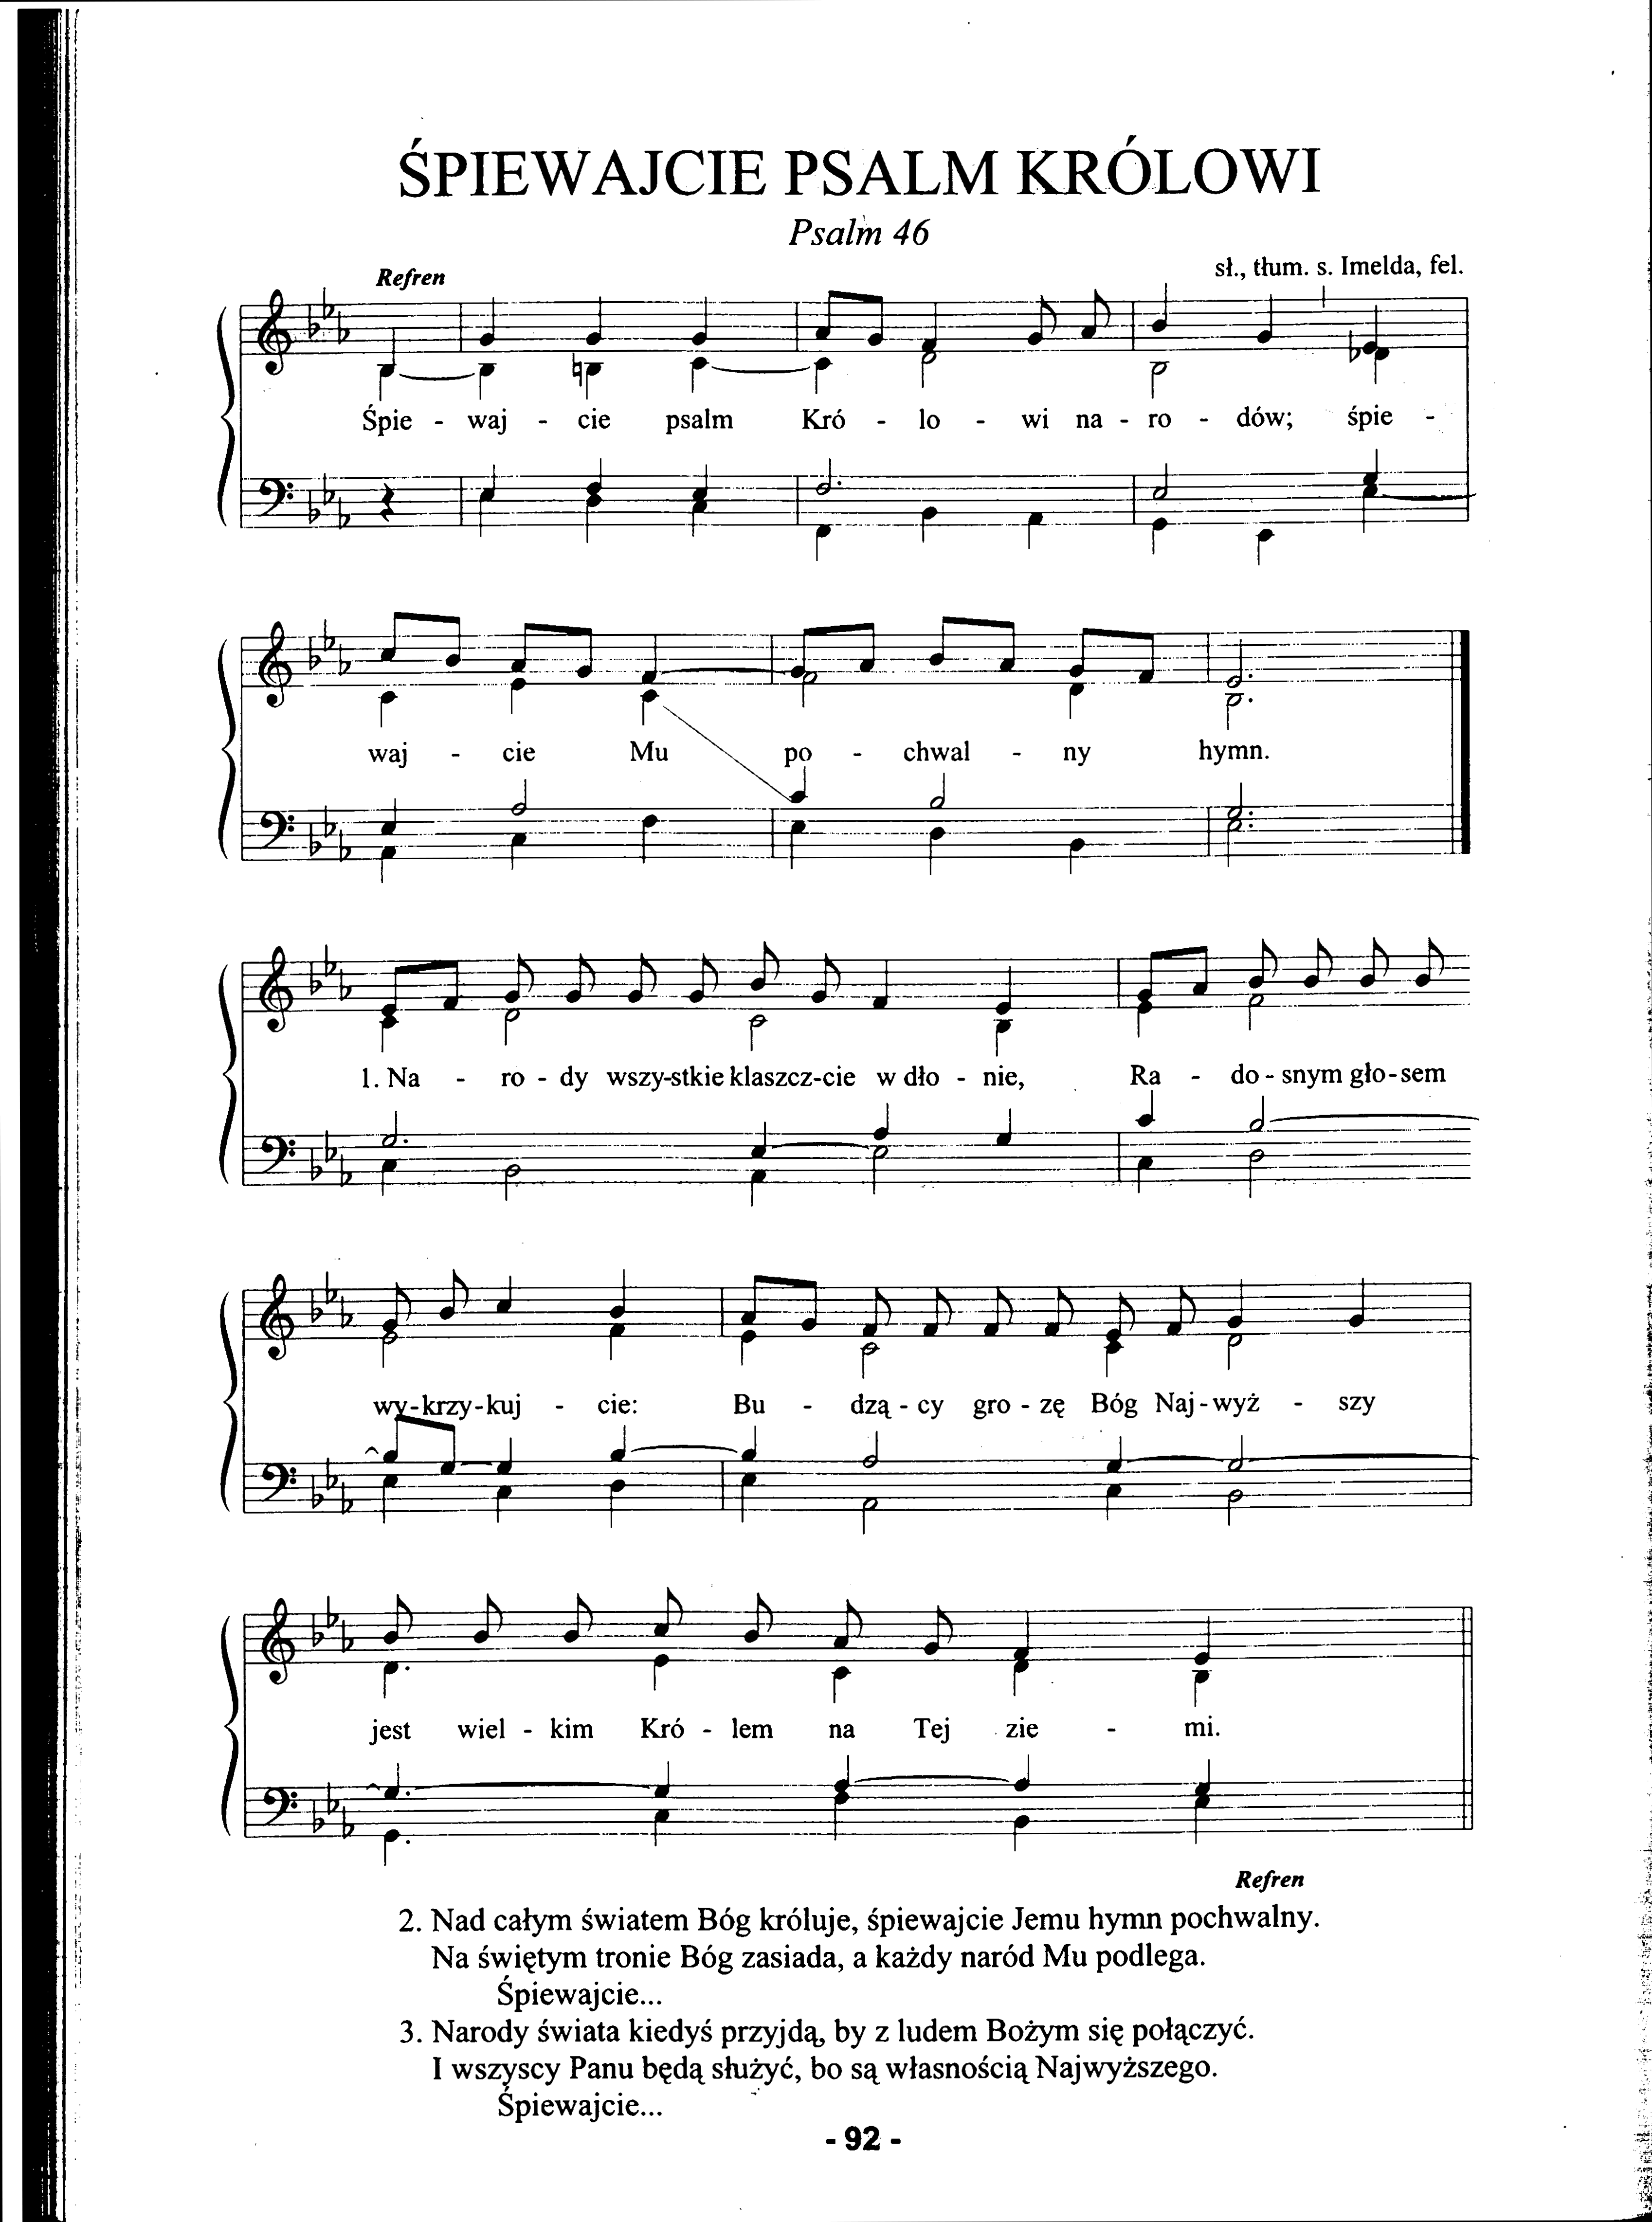 ŚPIEWAJCIE PSALM KRÓLOWI
Psalm 46
sł., tłum. s. Imelda, fel.
Refren
Śpie - waj - cie psalm Kró - lo - wi na - ro - dów; śpie -
waj - cie Mu po - chwal - ny hymn.
1. Na - ro - dy wszy-stkie klaszcz-cie w dło - nie, Ra - do - snym gło-sem
wy-krzy-kuj - cie: Bu - dzą - cy gro - zę Bóg Naj-wyż - szy
jest wiel - kim Kró - lem na Tej zie - mi.
Refren
2. Nad całym światem Bóg króluje, śpiewajcie Jemu hymn pochwalny.
Na świętym tronie Bóg zasiada, a każdy naród Mu podlega.
Śpiewajcie...
3. Narody świata kiedyś przyjdą, by z ludem Bożym się połączyć.
I wszyscy Panu będą służyć, bo są własnością Najwyższego.
Śpiewajcie...
- 92 -